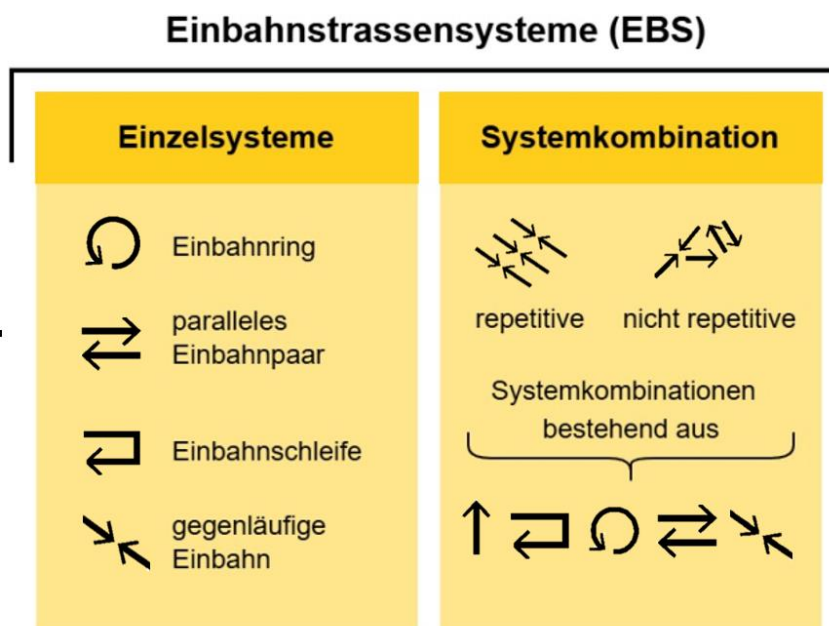 Einbahnstrassensysteme (EBS)
Einzelsysteme
Einbahnring
paralleles
Einbahnpaar
Einbahnschleife
gegenläufige
Einbahn
Systemkombination
repetitive
nicht repetitive
Systemkombinationen
bestehend aus